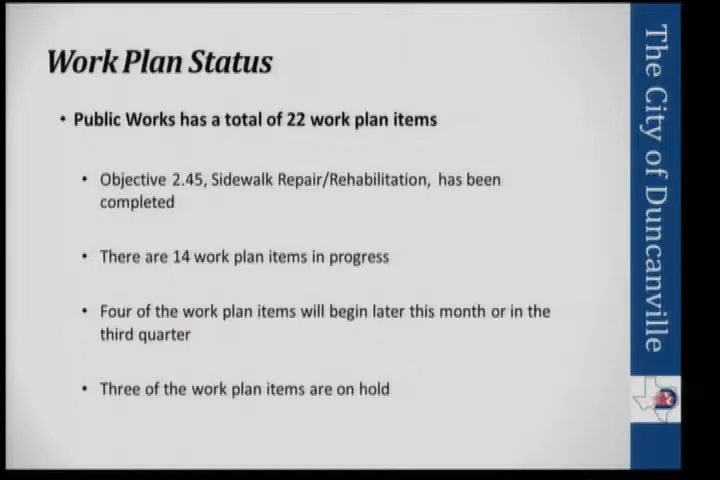 Work Plan Status
• Public Works has a total of 22 work plan items
• Objective 2.45, Sidewalk Repair/Rehabilitation, has been
completed
• There are 14 work plan items in progress
• Four of the work plan items will begin later this month or in the
third quarter
• Three of the work plan items are on hold
The City of Duncanville